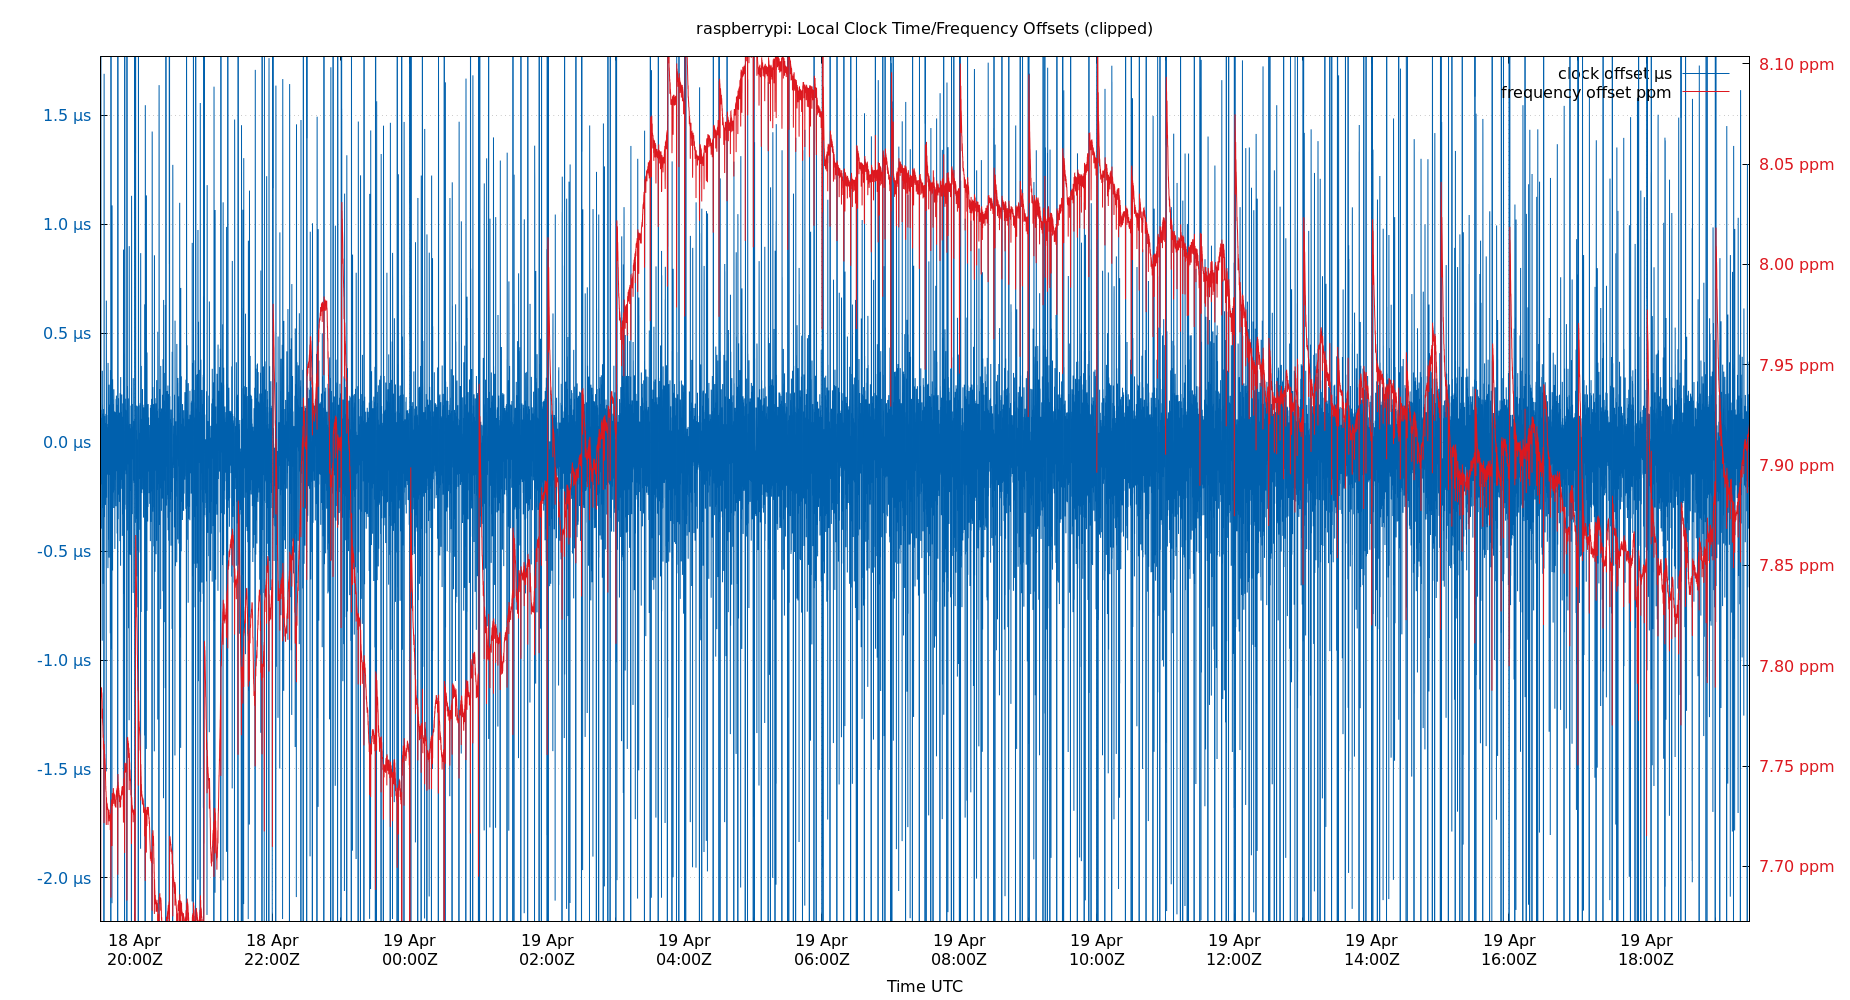 raspberrypi: Local Clock Time/Frequency Offsets (clipped)
clock offset µs
frequency offset ppm
1.5 µs
1.0 µs
0.5 µs
0.0 µs
-0.5 µs
-1.0 µs
-1.5 µs
-2.0 µs
8.10 ppm
8.05 ppm
8.00 ppm
7.95 ppm
7.90 ppm
7.85 ppm
7.80 ppm
7.75 ppm
7.70 ppm
18 Apr 18 Apr 19 Apr 19 Apr 19 Apr 19 Apr 19 Apr 19 Apr 19 Apr 19 Apr 19 Apr 19 Apr
20:00Z 22:00Z 00:00Z 02:00Z 04:00Z 06:00Z 08:00Z 10:00Z 12:00Z 14:00Z 16:00Z 18:00Z
Time UTC